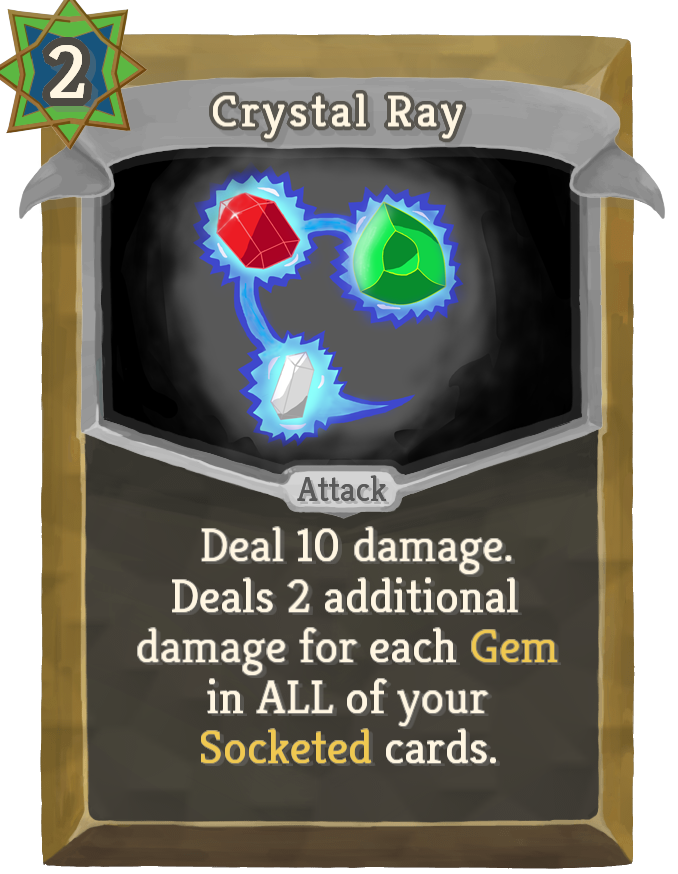 2
Crystal Ray
Attack
Deal 10 damage.
Deals 2 additional
damage for each Gem
in ALL of your
Socketed cards.